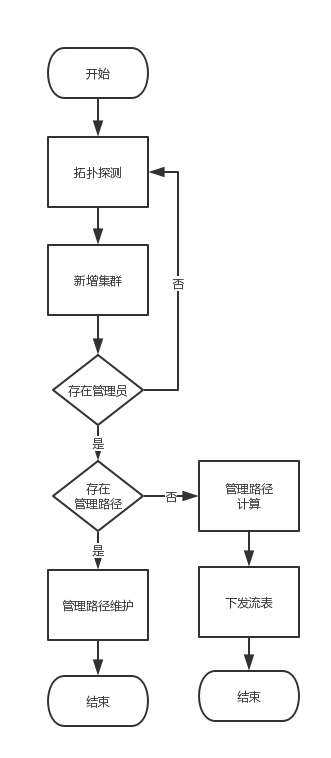 开始
拓扑探测
新增集群
否
存在管理员
是
存在
管理路径
否
管理路径
计算
是
管理路径维护
下发流表
结束
结束